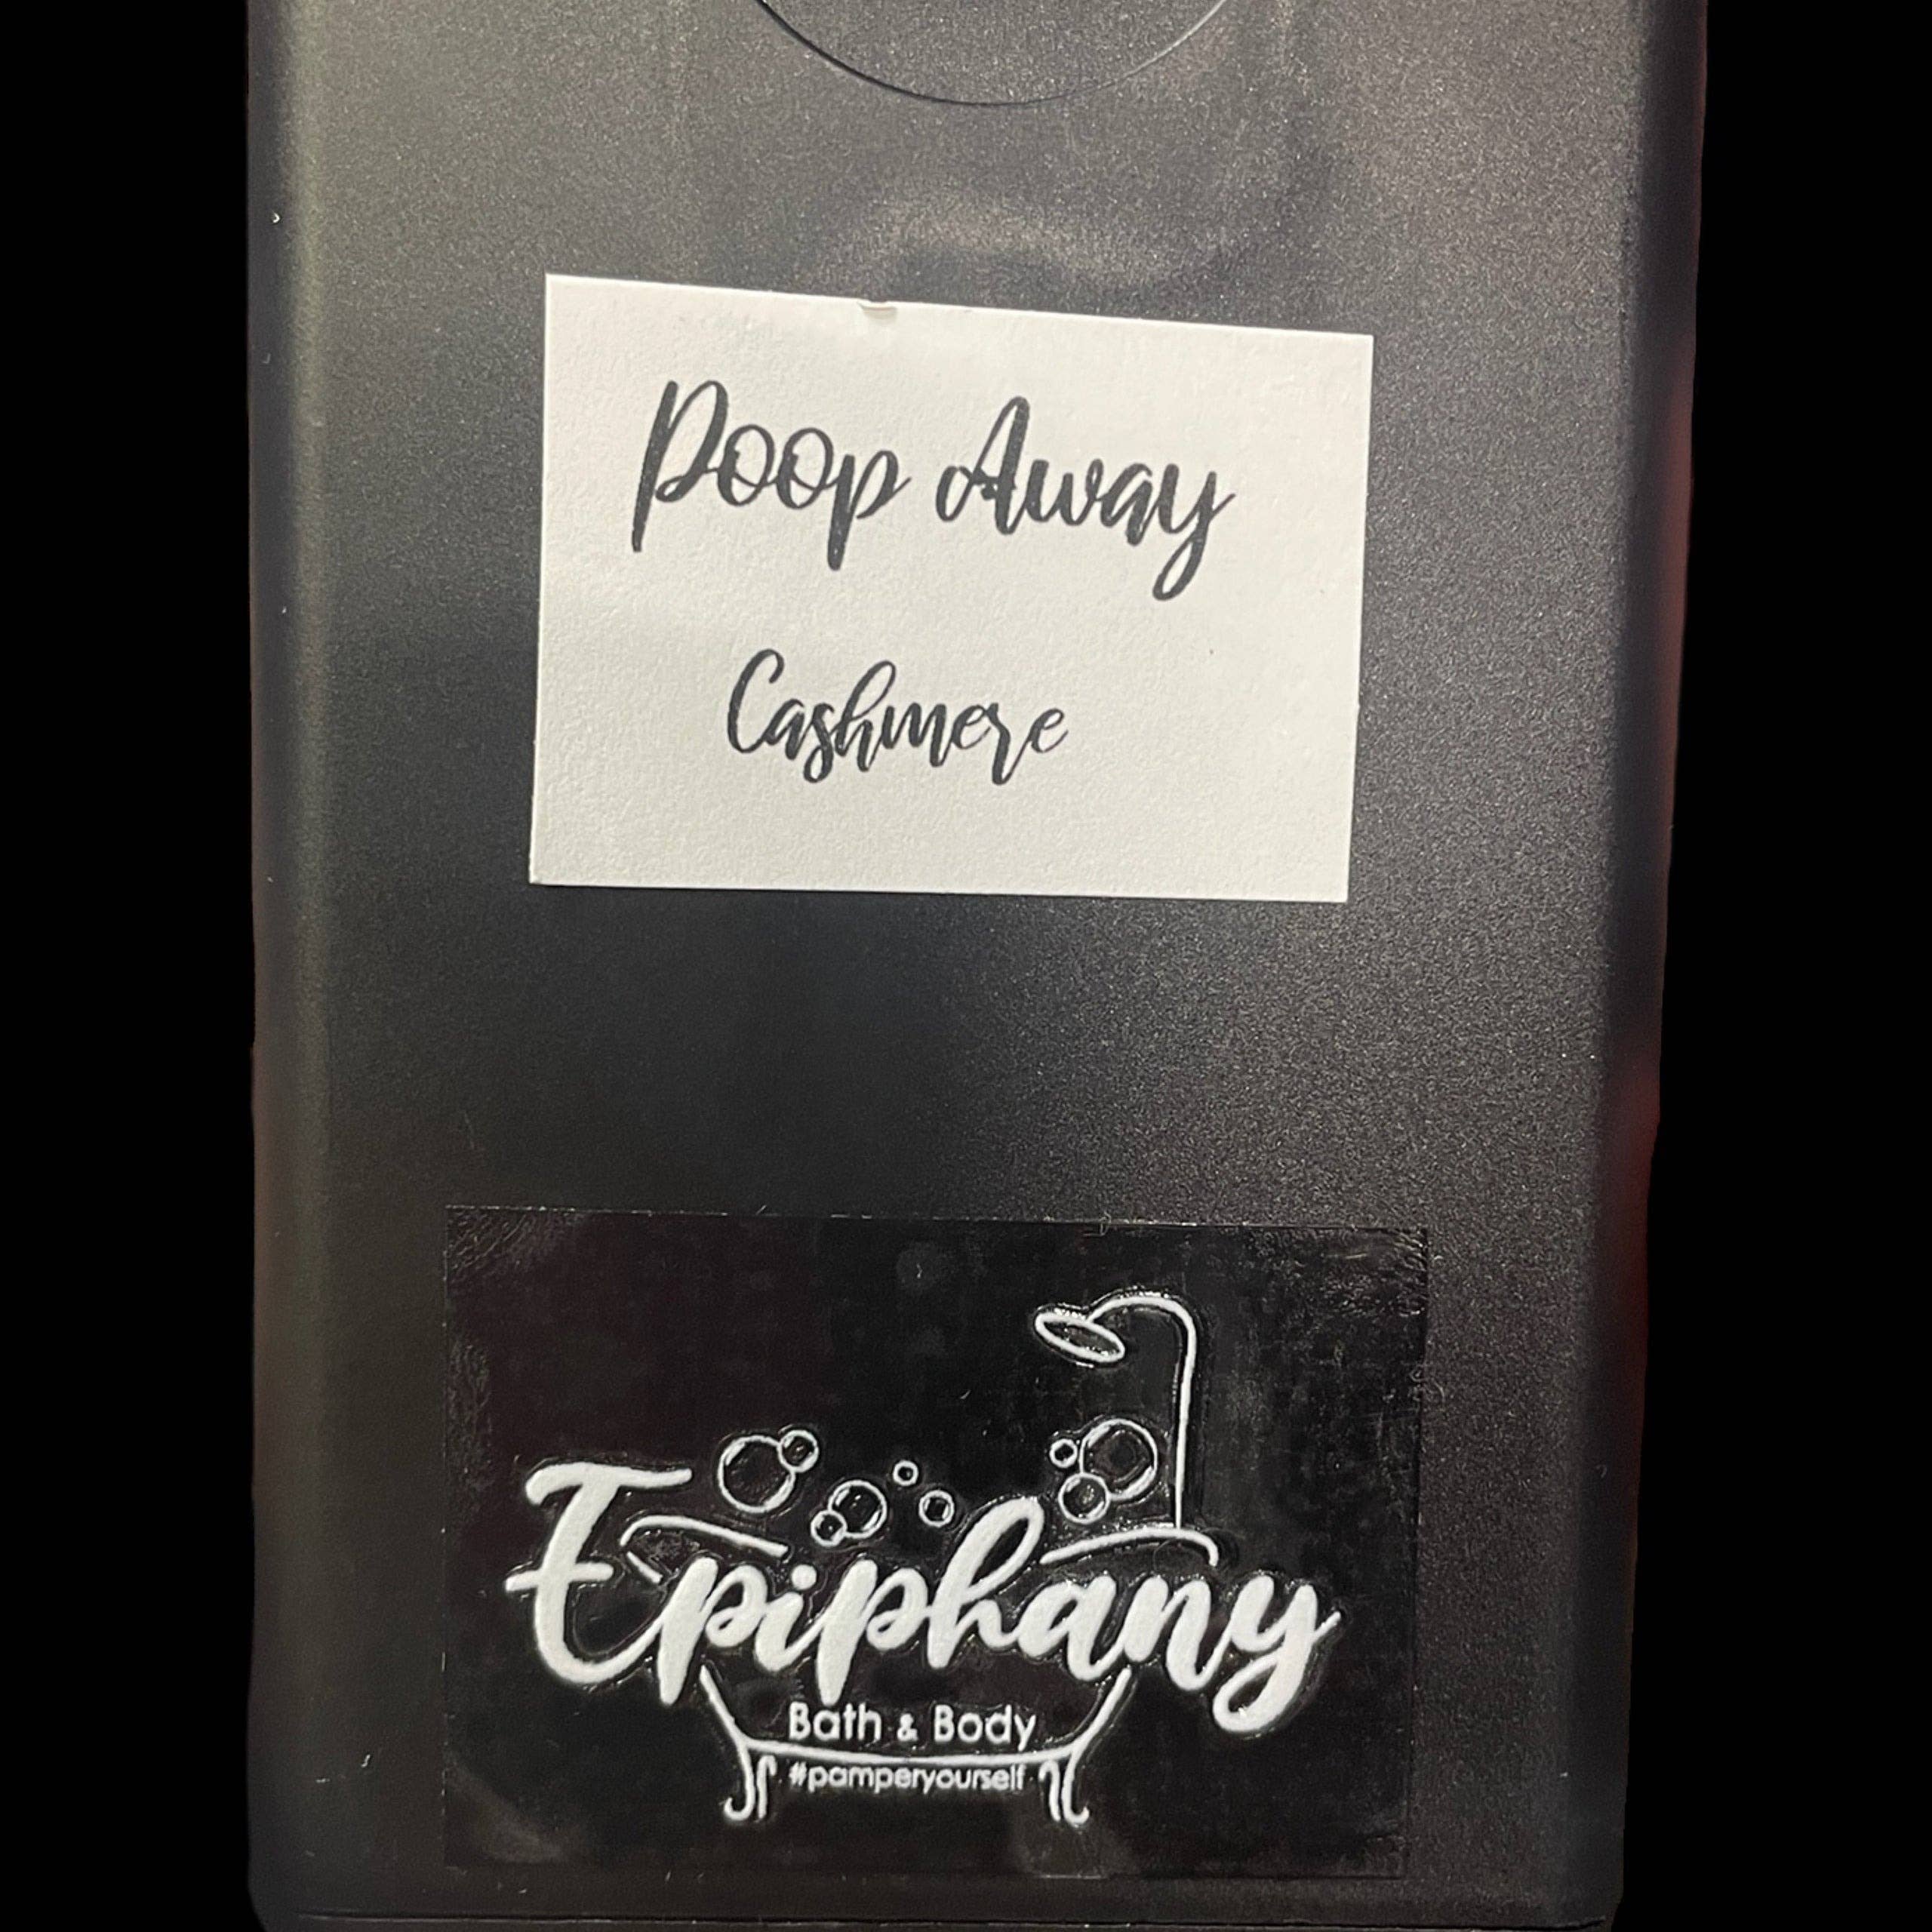 Poop Away
Cashmere
Epiphany
Bath & Body
#pamperyourself